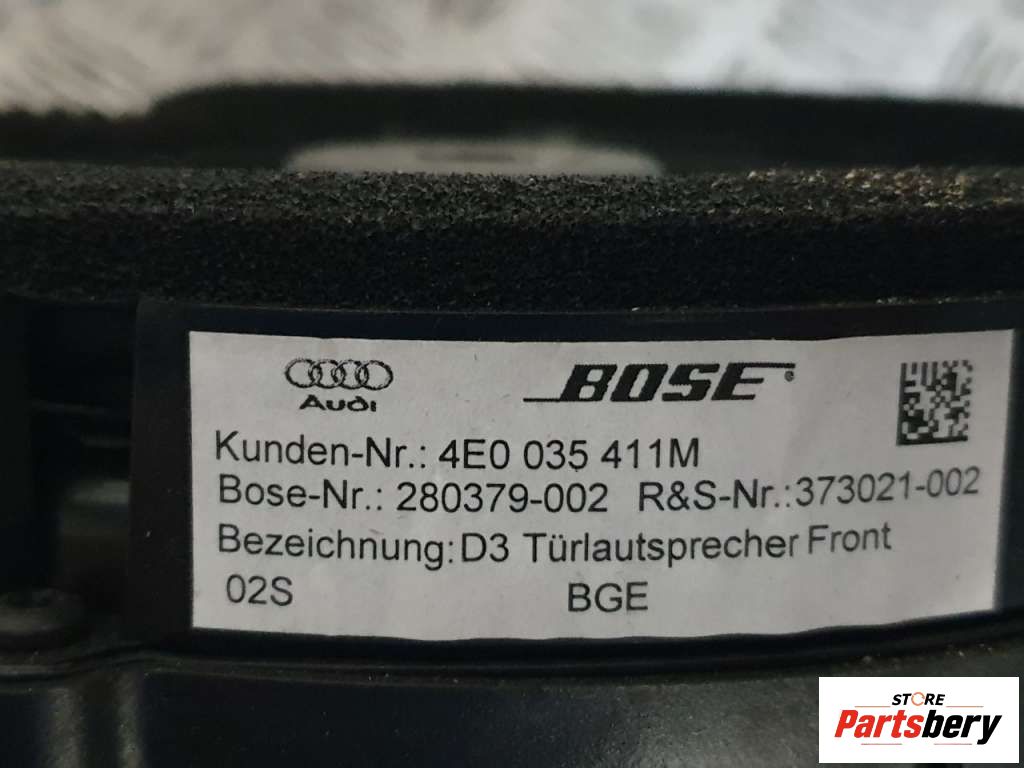 Audi BOSE®
Kunden-Nr.: 4E0 035 411M
Bose-Nr.: 280379-002 R&S-Nr.:373021-002
Bezeichnung: D3 Türlautsprecher Front
02S BGE
STORE
Partsbery